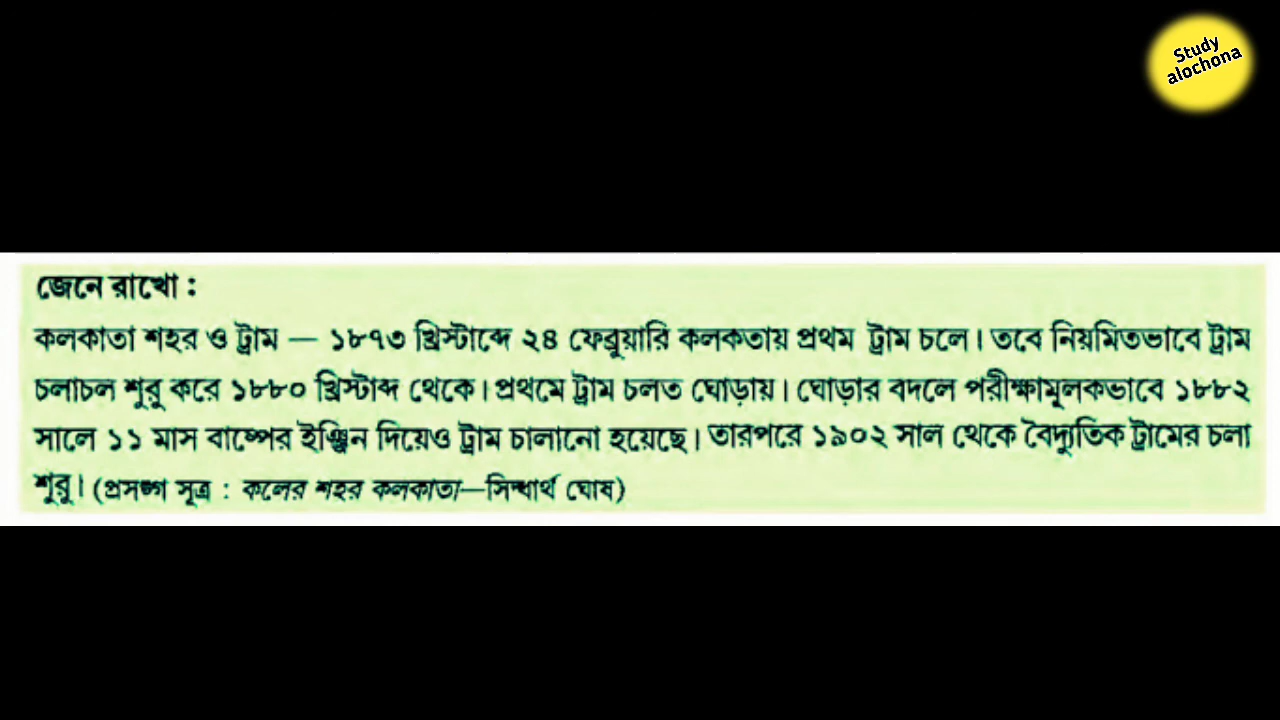 Study
alochona
জেনে রাখো :
কলকাতা শহর ও ট্রাম — ১৮৭৩ খ্রিস্টাব্দে ২৪ ফেব্রুয়ারি কলকতায় প্রথম ট্রাম চলে। তবে নিয়মিতভাবে ট্রাম
চলাচল শুরু করে ১৮৮০ খ্রিস্টাব্দ থেকে। প্রথমে ট্রাম চলত ঘোড়ায়। ঘোড়ার বদলে পরীক্ষামূলকভাবে ১৮৮২
সালে ১১ মাস বাষ্পের ইঞ্জিন দিয়েও ট্রাম চালানো হয়েছে। তারপরে ১৯০২ সাল থেকে বৈদ্যুতিক ট্রামের চলা
শুরু। (প্রসঙ্গ সূত্র : কলের শহর কলকাতা—সিদ্ধার্থ ঘোষ)